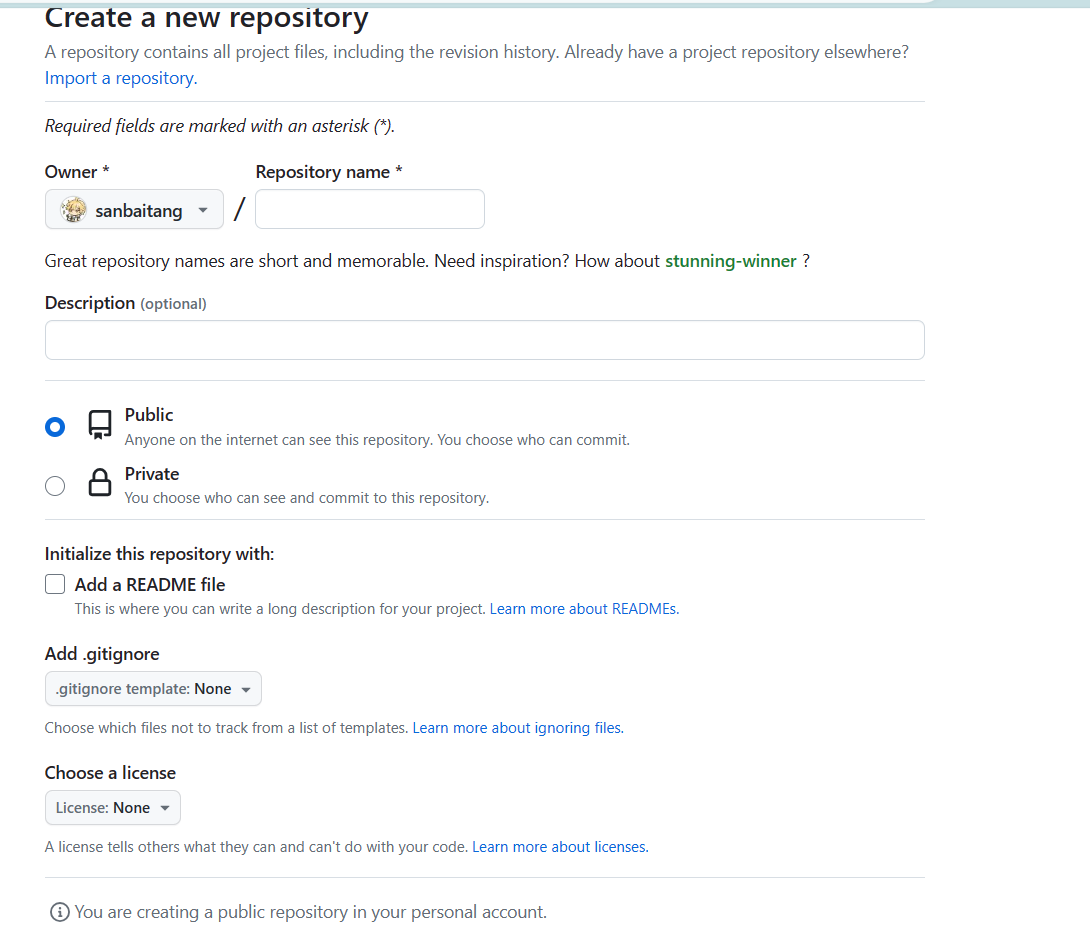 Create a new repository
A repository contains all project files, including the revision history. Already have a project repository elsewhere?
Import a repository.
Required fields are marked with an asterisk (*).
Owner * Repository name *
sanbaitang /
Great repository names are short and memorable. Need inspiration? How about stunning-winner ?
Description (optional)
Public
Anyone on the internet can see this repository. You choose who can commit.
Private
You choose who can see and commit to this repository.
Initialize this repository with:
Add a README file
This is where you can write a long description for your project. Learn more about READMEs.
Add .gitignore
.gitignore template: None
Choose which files not to track from a list of templates. Learn more about ignoring files.
Choose a license
License: None
A license tells others what they can and can't do with your code. Learn more about licenses.
You are creating a public repository in your personal account.